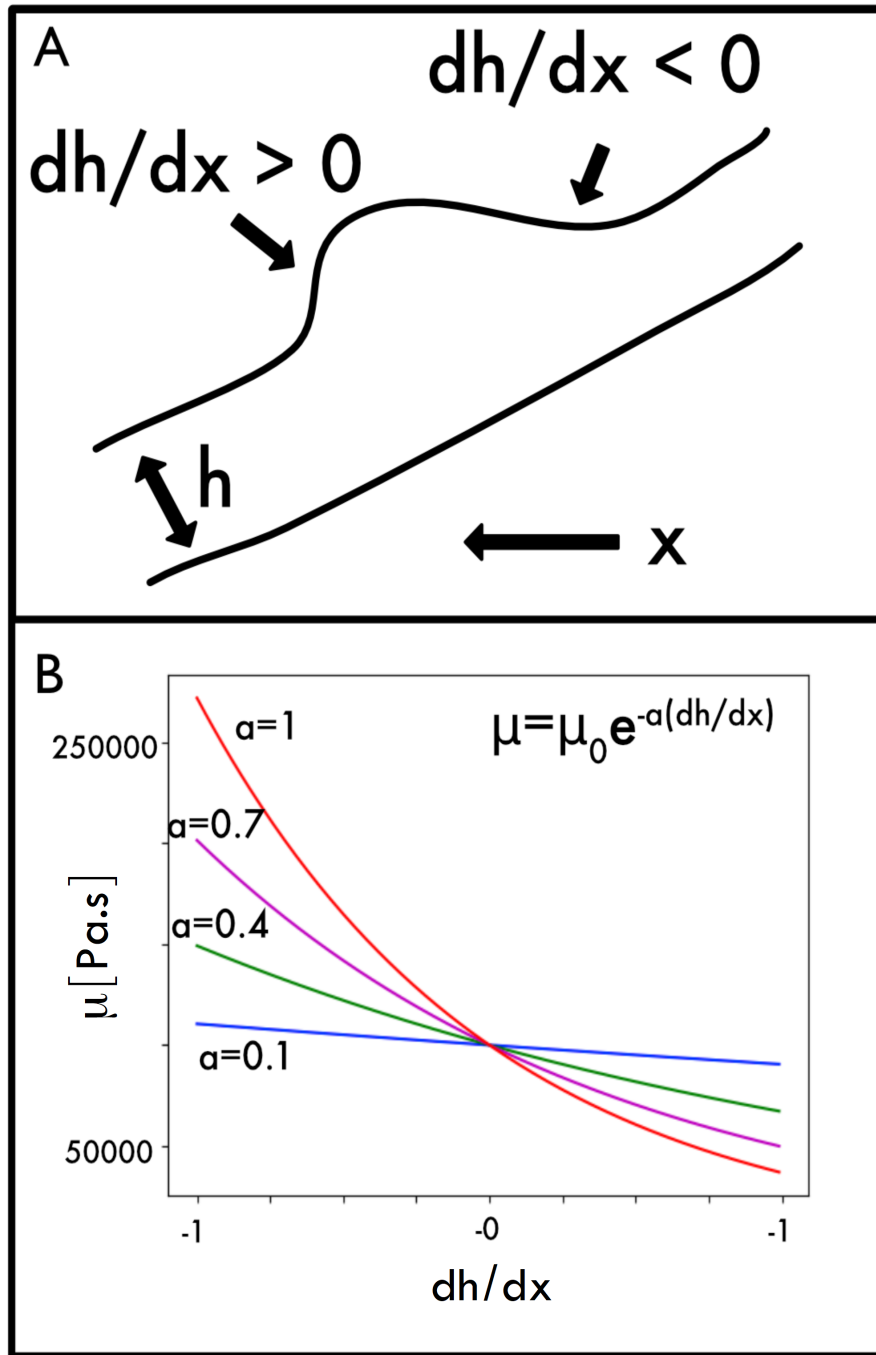 A
dh/dx < 0
dh/dx > 0
h
x
B
μ=μ₀e^-a(dh/dx)
a=1
250000
a=0.7
a=0.4
μ[Pa.s]
a=0.1
50000
-1
-0
-1
dh/dx